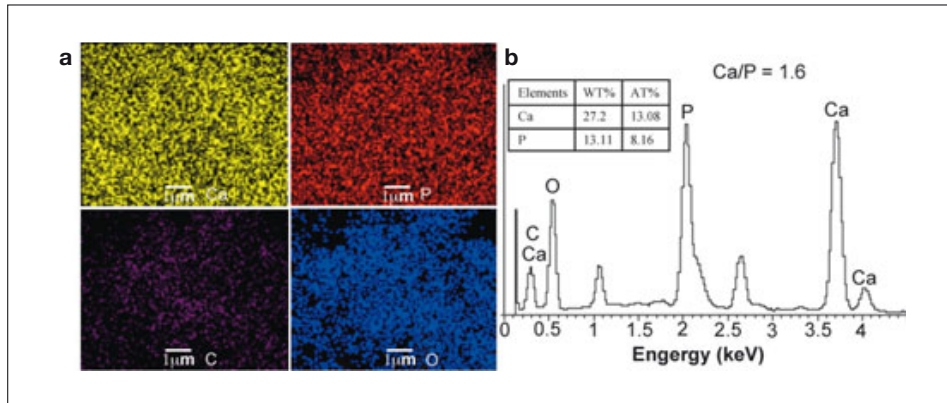 a
1µm Ca
1µm P
1µm C
1µm O
b
Ca/P = 1.6
Elements WT% AT%
Ca 27.2 13.08
P 13.11 8.16
C
Ca
O
P
Ca
Ca
0 0.5 1 1.5 2 2.5 3 3.5 4
Engergy (keV)